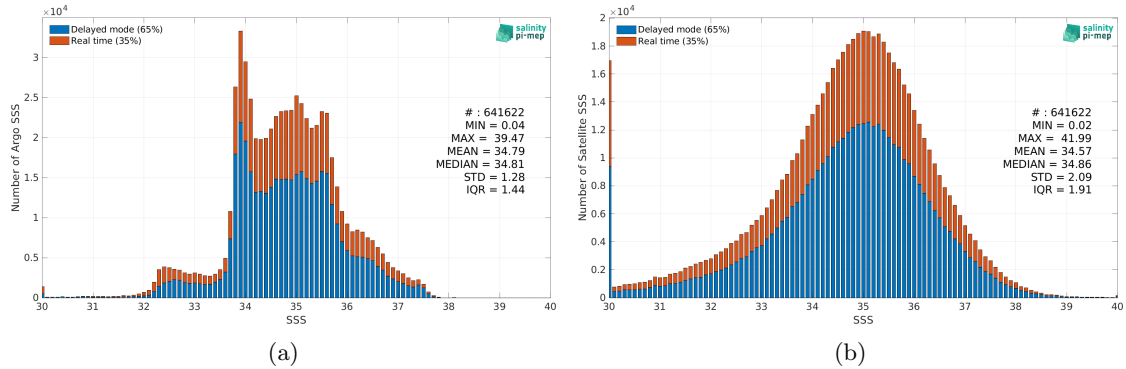 ×10⁴
Delayed mode (65%)
Real time (35%)
salinity
pi-mep
# : 641622
MIN = 0.04
MAX = 39.47
MEAN = 34.79
MEDIAN = 34.81
STD = 1.28
IQR = 1.44
Number of Argo SSS
3
2.5
2
1.5
1
0.5
0
30 31 32 33 34 35 36 37 38 39 40
SSS
(a)
×10⁴
Delayed mode (65%)
Real time (35%)
salinity
pi-mep
# : 641622
MIN = 0.02
MAX = 41.99
MEAN = 34.57
MEDIAN = 34.86
STD = 2.09
IQR = 1.91
Number of Satellite SSS
2
1.8
1.6
1.4
1.2
1
0.8
0.6
0.4
0.2
0
30 31 32 33 34 35 36 37 38 39 40
SSS
(b)